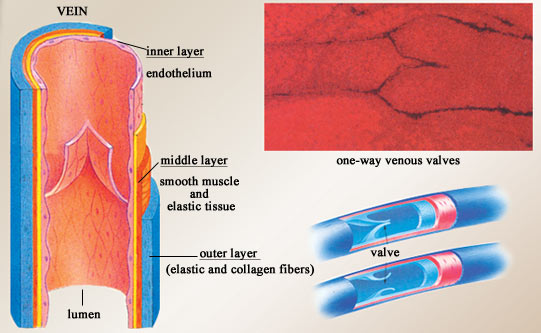 VEIN
inner layer
endothelium
middle layer
smooth muscle
and
elastic tissue
outer layer
(elastic and collagen fibers)
lumen
one-way venous valves
valve